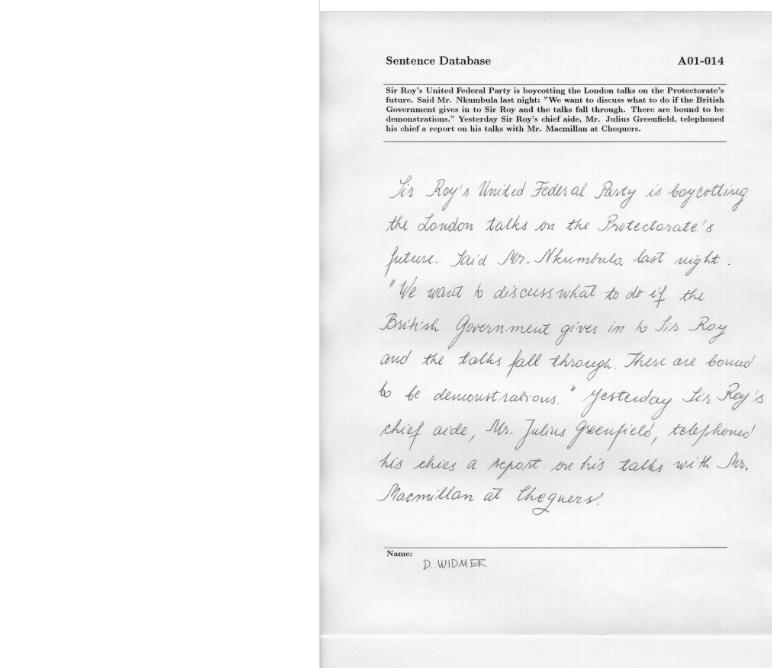 Sentence Database A01-014
Sir Roy's United Federal Party is boycotting the London talks on the Protectorate's
future. Said Mr. Nkumbula last night: "We want to discuss what to do if the British
Government gives in to Sir Roy and the talks fall through. There are bound to be
demonstrations." Yesterday Sir Roy's chief aide, Mr. Julius Greenfield, telephoned
his chief a report on his talks with Mr. Macmillan at Chequers.
Sir Roy's United Federal Party is boycotting
the London talks on the Protectorate's
future. Said Mr. Nkumbula last night :
"We want to discuss what to do if the
British Government gives in to Sir Roy
and the talks fall through. There are bound
to be demonstrations." Yesterday Sir Roy's
chief aide, Mr. Julius Greenfield, telephoned
his chies a report on his talks with Mr.
Macmillan at Chequers.
Name:
D. WIDMER